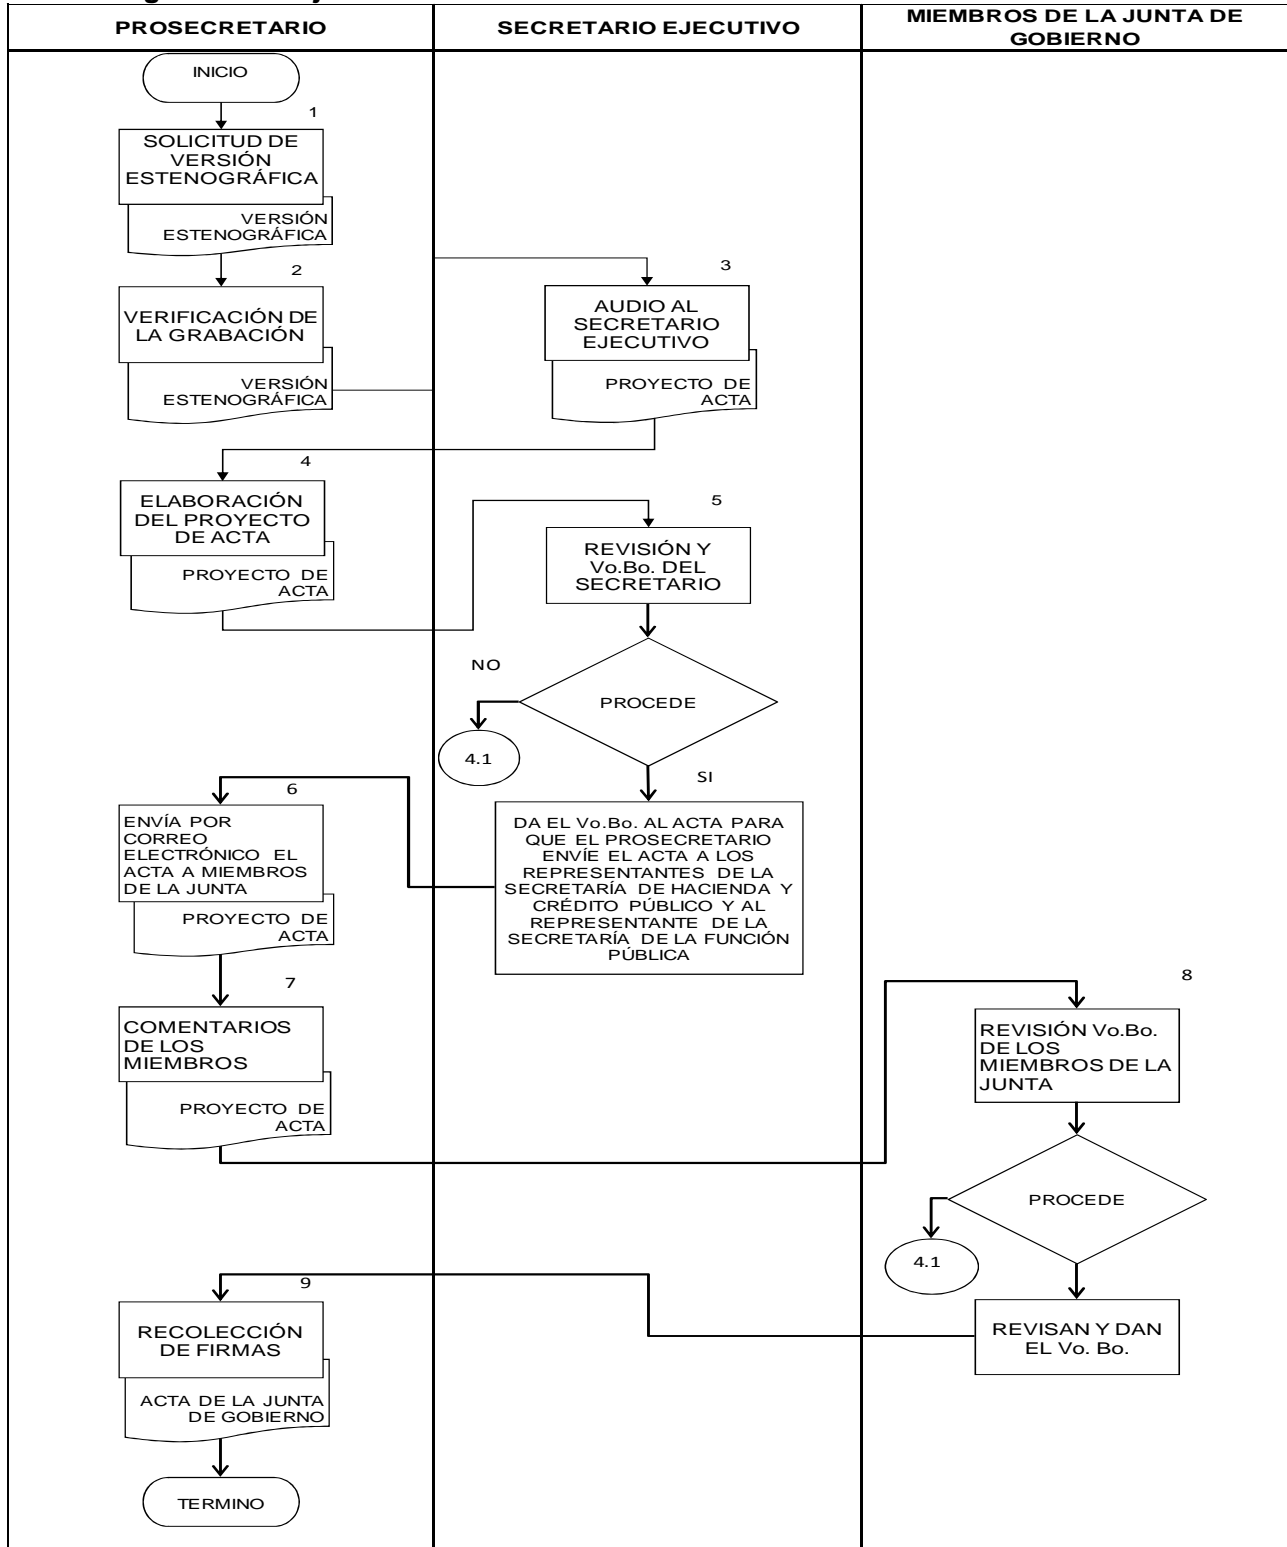 PROSECRETARIO
SECRETARIO EJECUTIVO
MIEMBROS DE LA JUNTA DE
GOBIERNO
INICIO
1
SOLICITUD DE
VERSIÓN
ESTENOGRÁFICA
VERSIÓN
ESTENOGRÁFICA
2
VERIFICACIÓN DE
LA GRABACIÓN
VERSIÓN
ESTENOGRÁFICA
3
AUDIO AL
SECRETARIO
EJECUTIVO
PROYECTO DE
ACTA
4
ELABORACIÓN
DEL PROYECTO
DE ACTA
PROYECTO DE
ACTA
5
REVISIÓN Y
Vo.Bo. DEL
SECRETARIO
PROCEDE
NO
4.1
SI
DA EL Vo.Bo. AL ACTA PARA
QUE EL PROSECRETARIO
ENVÍE EL ACTA A LOS
REPRESENTANTES DE LA
SECRETARÍA DE HACIENDA Y
CRÉDITO PÚBLICO Y AL
REPRESENTANTE DE LA
SECRETARÍA DE LA FUNCIÓN
PÚBLICA
6
ENVÍA POR
CORREO
ELECTRÓNICO EL
ACTA A MIEMBROS
DE LA JUNTA
PROYECTO DE
ACTA
7
COMENTARIOS
DE LOS
MIEMBROS
PROYECTO DE
ACTA
8
REVISIÓN Vo.Bo.
DE LOS
MIEMBROS DE LA
JUNTA
PROCEDE
4.1
REVISAN Y DAN
EL Vo. Bo.
9
RECOLECCIÓN
DE FIRMAS
ACTA DE LA JUNTA
DE GOBIERNO
TERMINO